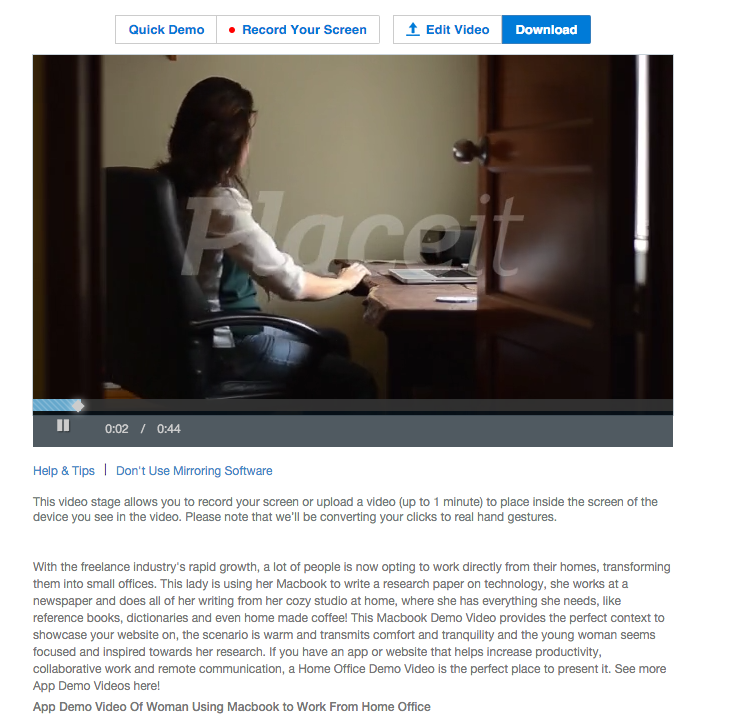 Quick Demo
Record Your Screen
Edit Video
Download
Placeit
0:02 / 0:44
Help & Tips | Don't Use Mirroring Software
This video stage allows you to record your screen or upload a video (up to 1 minute) to place inside the screen of the
device you see in the video. Please note that we'll be converting your clicks to real hand gestures.
With the freelance industry's rapid growth, a lot of people is now opting to work directly from their homes, transforming
them into small offices. This lady is using her Macbook to write a research paper on technology, she works at a
newspaper and does all of her writing from her cozy studio at home, where she has everything she needs, like
reference books, dictionaries and even home made coffee! This Macbook Demo Video provides the perfect context to
showcase your website on, the scenario is warm and transmits comfort and tranquility and the young woman seems
focused and inspired towards her research. If you have an app or website that helps increase productivity,
collaborative work and remote communication, a Home Office Demo Video is the perfect place to present it. See more
App Demo Videos here!
App Demo Video Of Woman Using Macbook to Work From Home Office